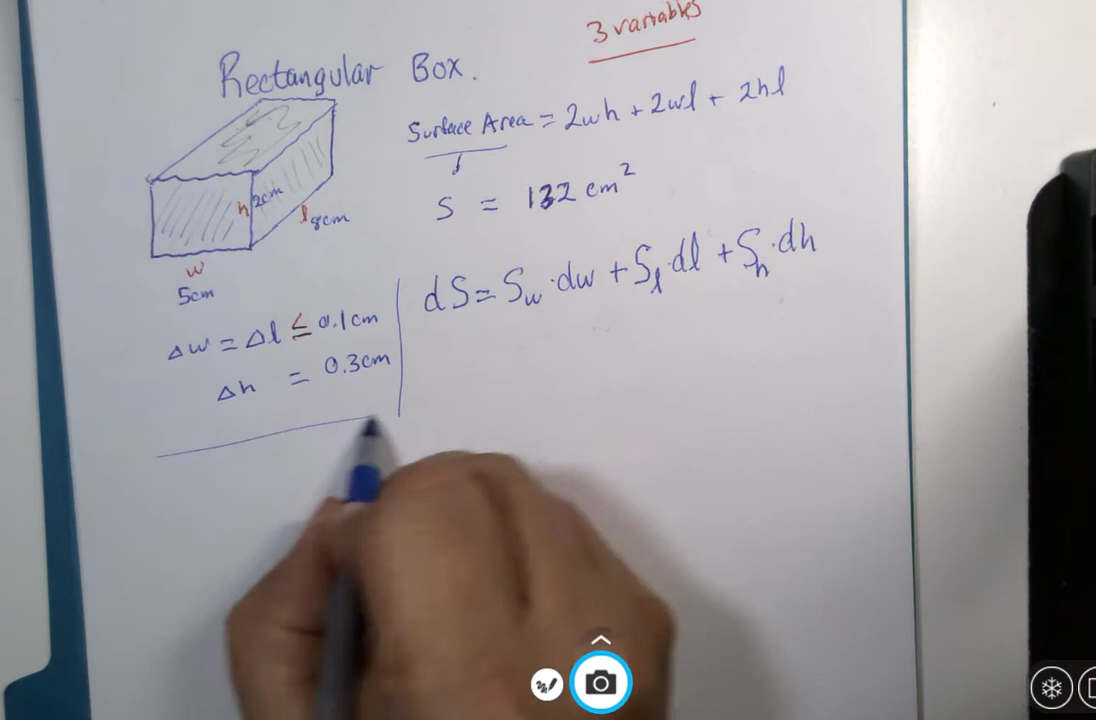 3 variables
Rectangular Box.
Surface Area = 2wh + 2wl + 2hl
S = 132 cm²
h 2cm
l 8cm
w
5cm
dS = S_w · dw + S_l · dl + S_h · dh
Δw = Δl ≤ 0.1cm
Δh = 0.3cm